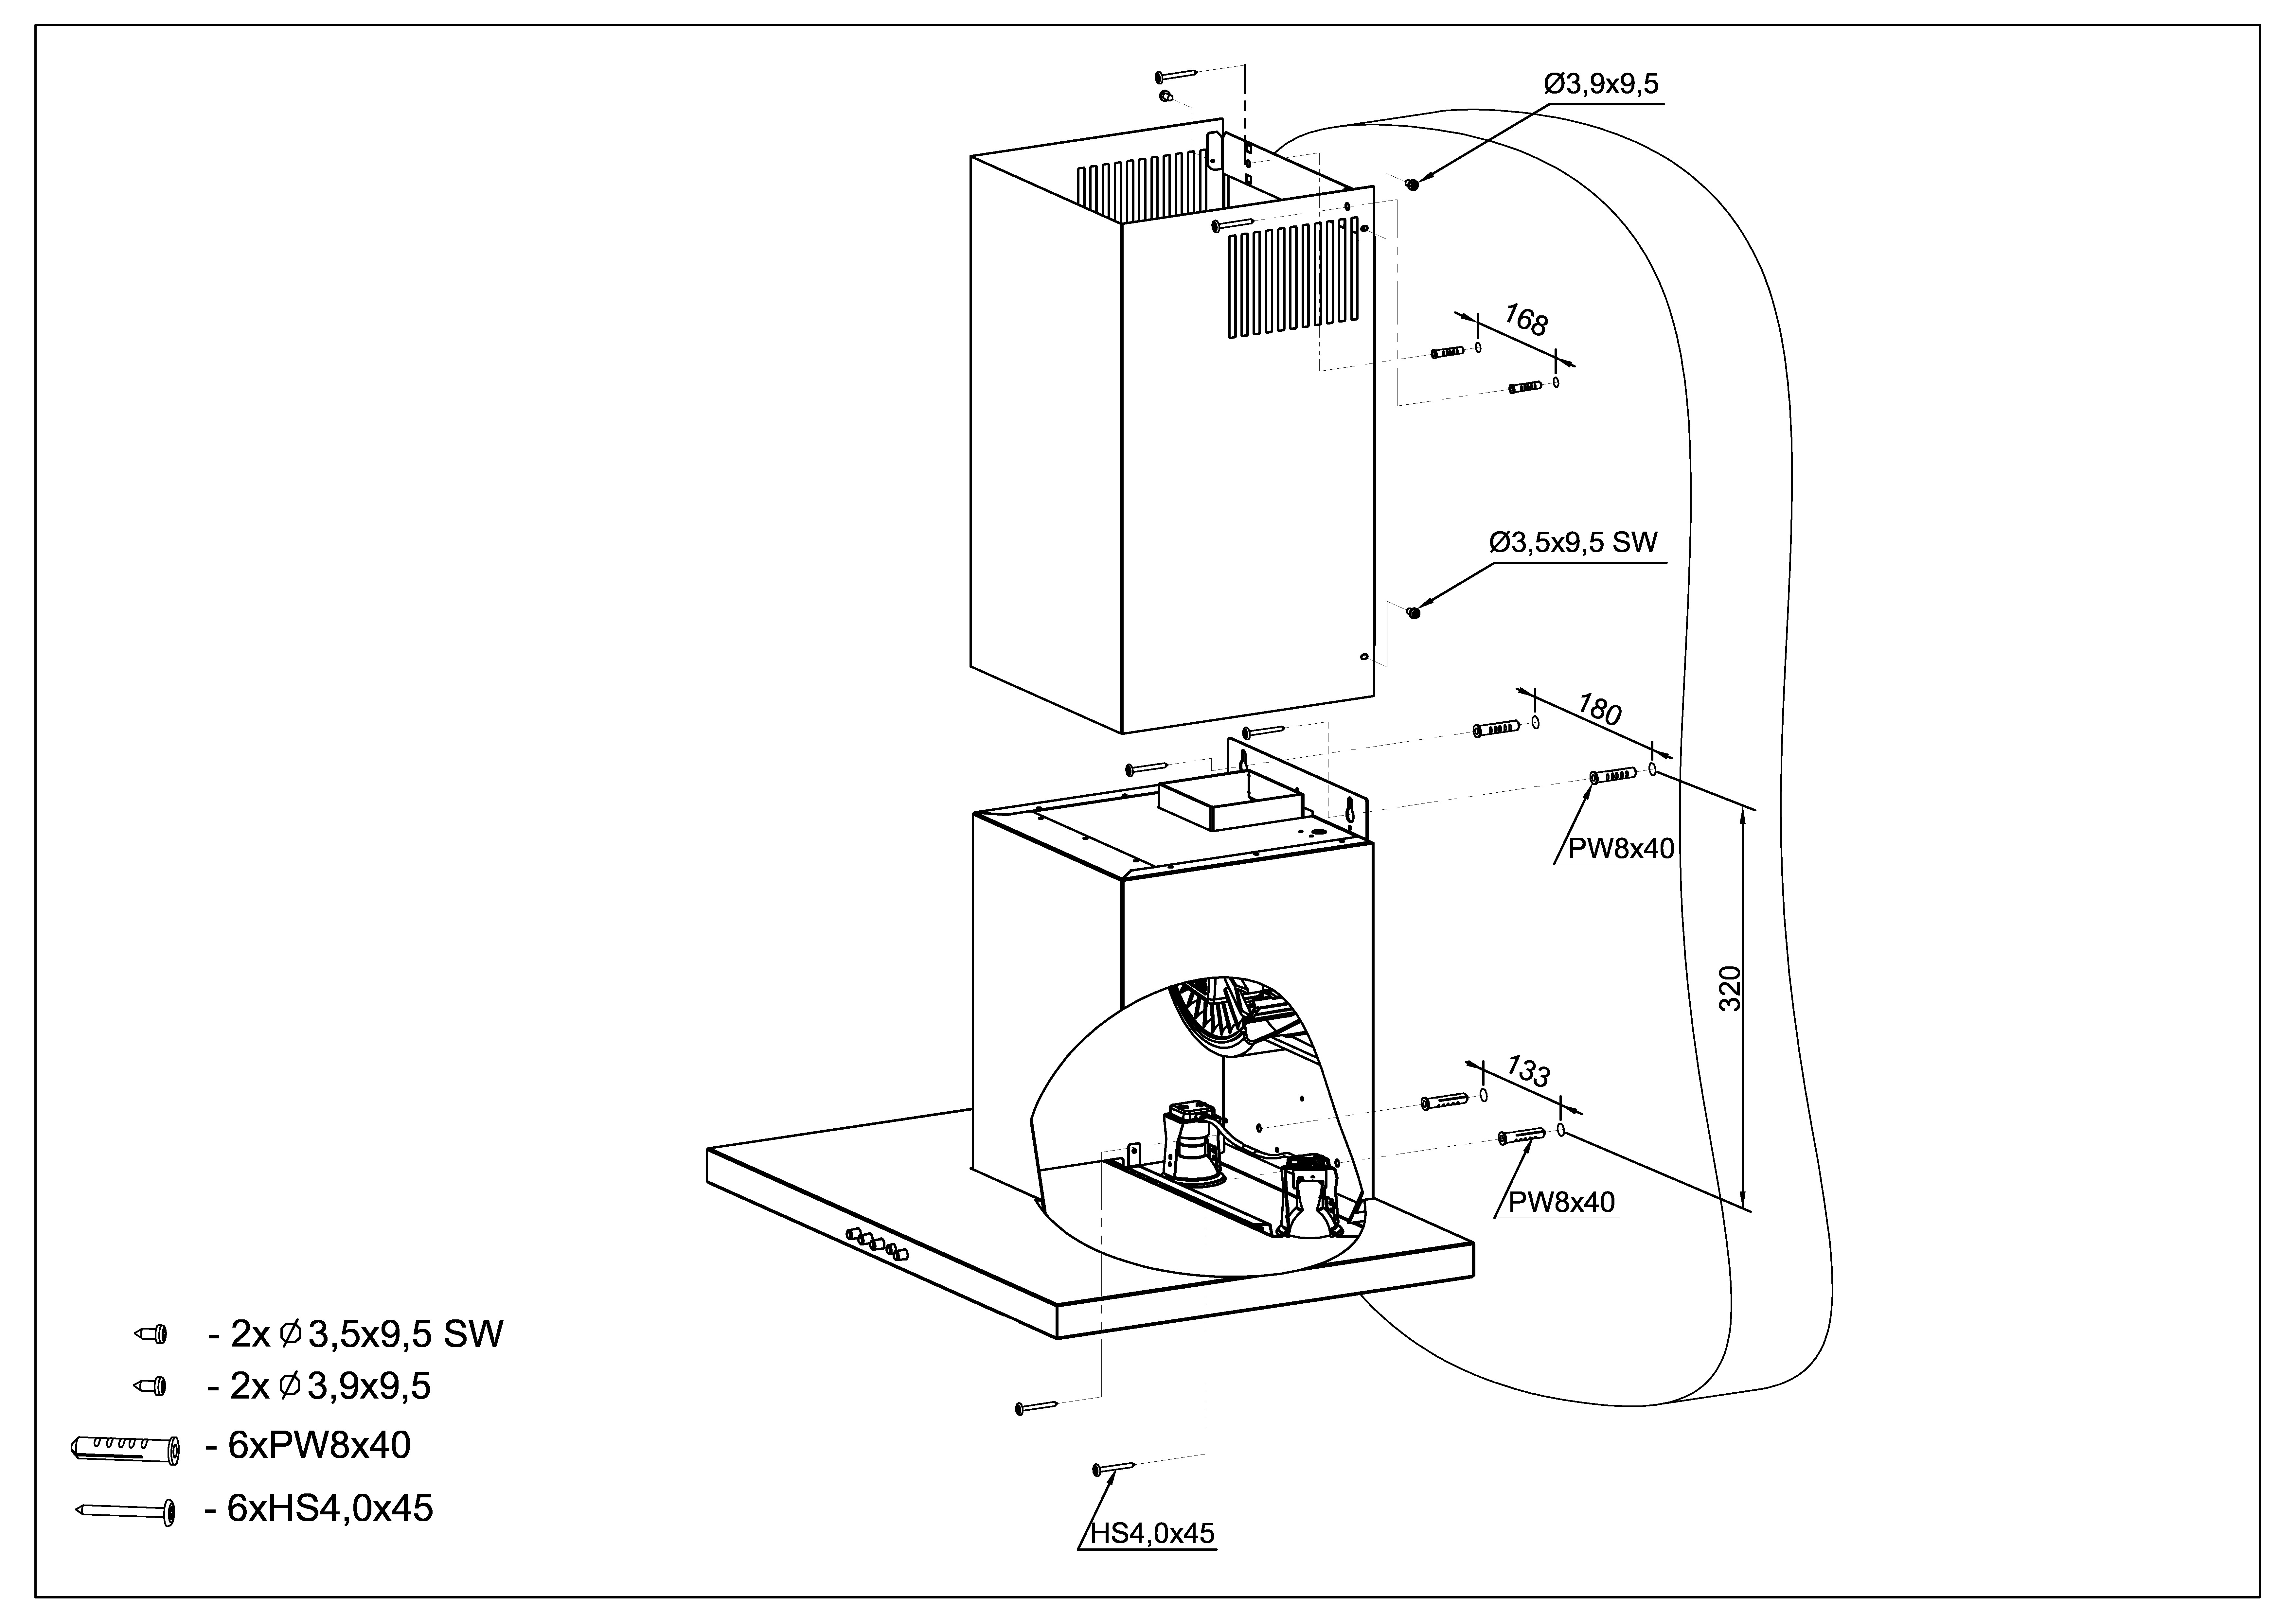 Ø3,9x9,5
168
Ø3,5x9,5 SW
180
PW8x40
320
133
PW8x40
- 2x Ø 3,5x9,5 SW
- 2x Ø 3,9x9,5
- 6xPW8x40
- 6xHS4,0x45
HS4,0x45